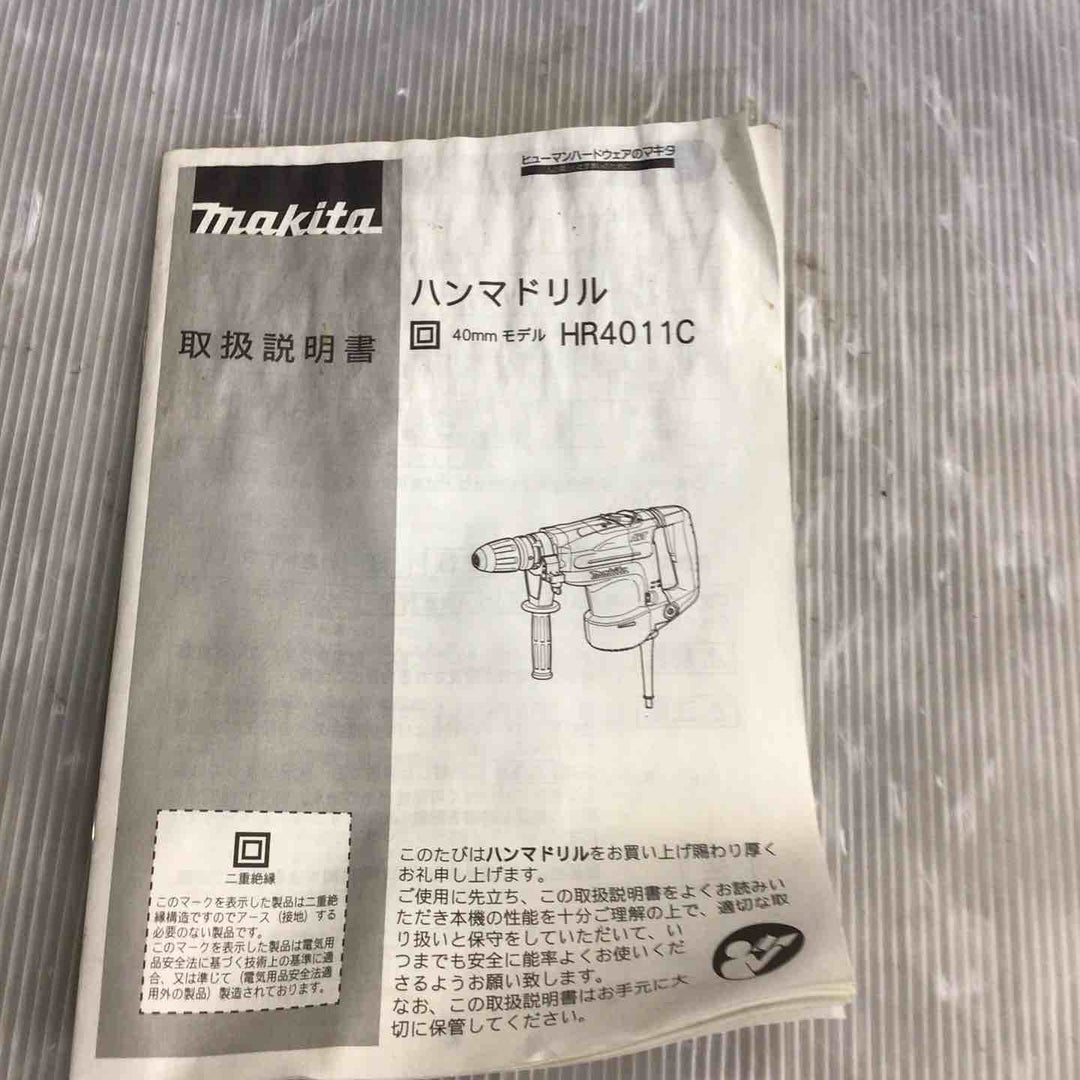 ヒューマンハードウェアのマキタ
makita
取扱説明書
ハンマドリル
40mm モデル HR4011C
AVT
makita
二重絶縁
このマークを表示した製品は二重絶
縁構造ですのでアース（接地）する
必要のない製品です。
このマークを表示した製品は電気用
品安全法に基づく技術上の基準に適
合、又は準じて（電気用品安全法適
用外の製品）製造されております。
このたびはハンマドリルをお買い上げ賜わり厚く
お礼申し上げます。
ご使用に先立ち、この取扱説明書をよくお読みい
ただき本機の性能を十分ご理解の上で、適切な取
り扱いと保守をしていただいて、い
つまでも安全に能率よくお使いくだ
さるようお願い致します。
なお、この取扱説明書はお手元に大
切に保管してください。